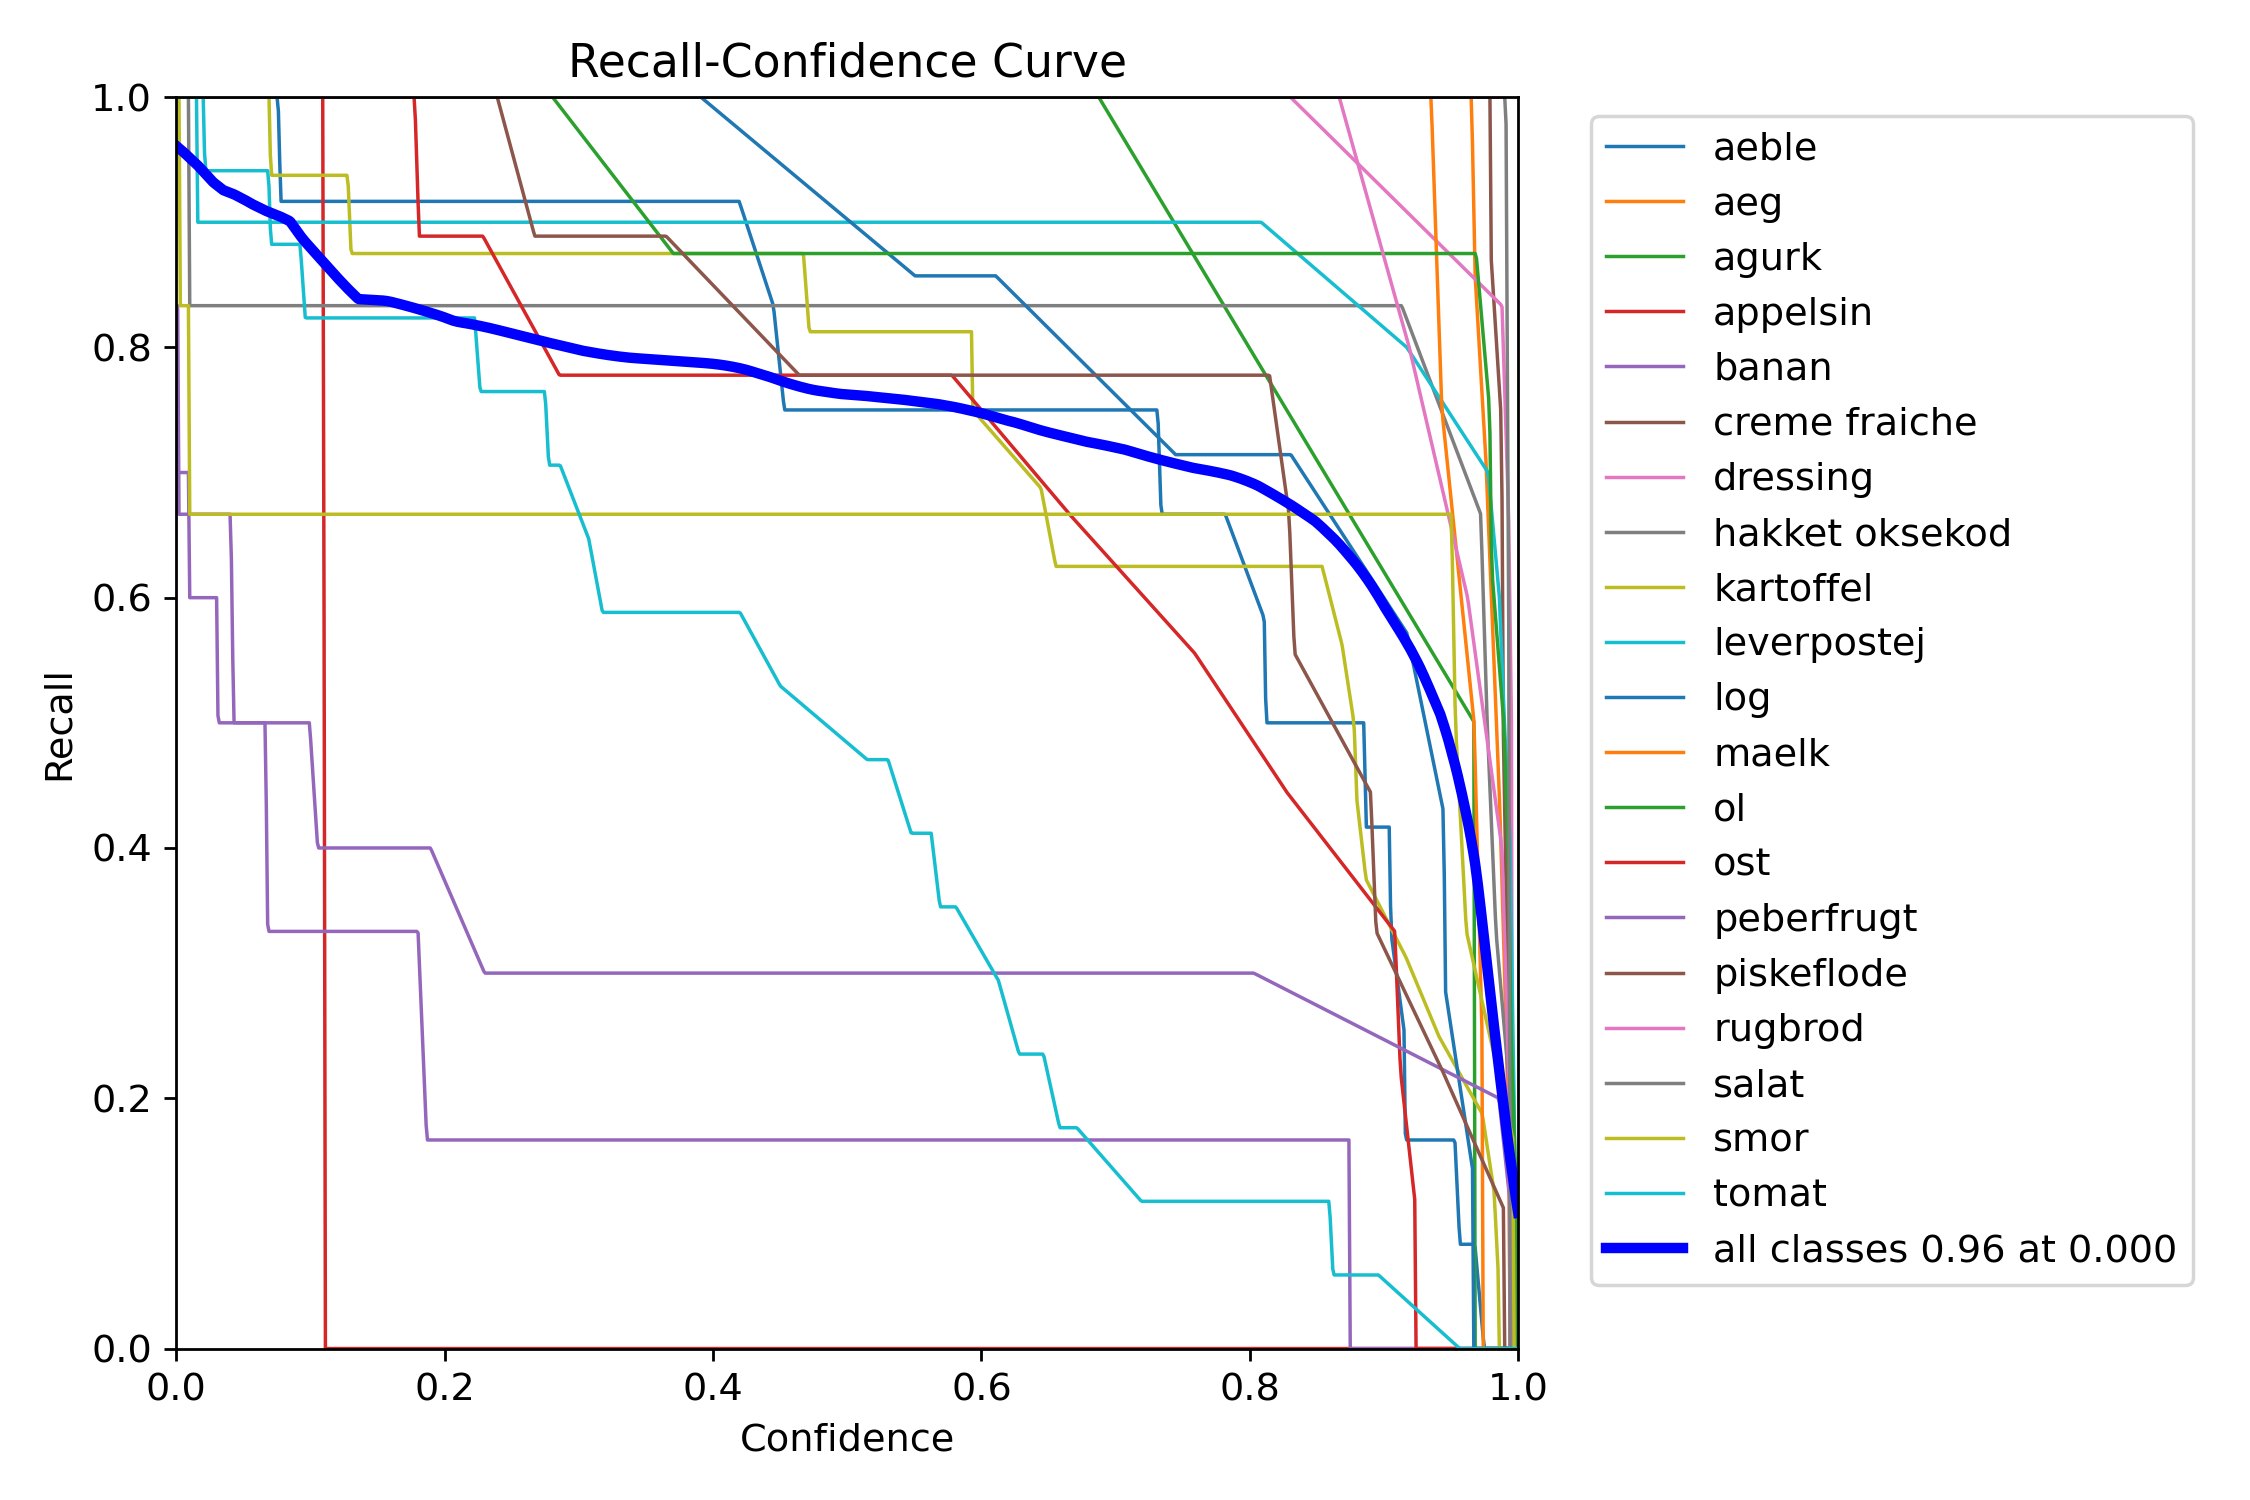 Recall-Confidence Curve
1.0
0.8
0.6
0.4
0.2
0.0
Recall
0.0 0.2 0.4 0.6 0.8 1.0
Confidence
aeble
aeg
agurk
appelsin
banan
creme fraiche
dressing
hakket oksekod
kartoffel
leverpostej
log
maelk
ol
ost
peberfrugt
piskeflode
rugbrod
salat
smor
tomat
all classes 0.96 at 0.000